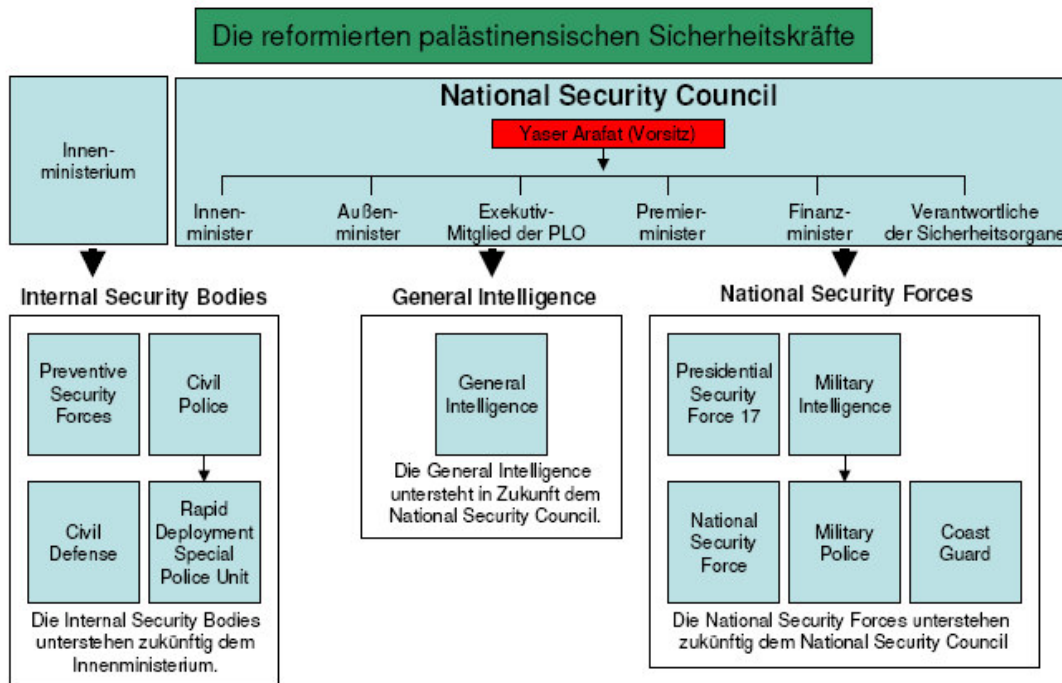 Die reformierten palästinensischen Sicherheitskräfte
Innen-
ministerium
National Security Council
Yaser Arafat (Vorsitz)
Innen-
minister
Außen-
minister
Exekutiv-
Mitglied der PLO
Premier-
minister
Finanz-
minister
Verantwortliche
der Sicherheitsorgane
Internal Security Bodies
Preventive
Security
Forces
Civil
Police
Civil
Defense
Rapid
Deployment
Special
Police Unit
Die Internal Security Bodies
unterstehen zukünftig dem
Innenministerium.
General Intelligence
General
Intelligence
Die General Intelligence
untersteht in Zukunft dem
National Security Council.
National Security Forces
Presidential
Security
Force 17
Military
Intelligence
National
Security
Force
Military
Police
Coast
Guard
Die National Security Forces unterstehen
zukünftig dem National Security Council